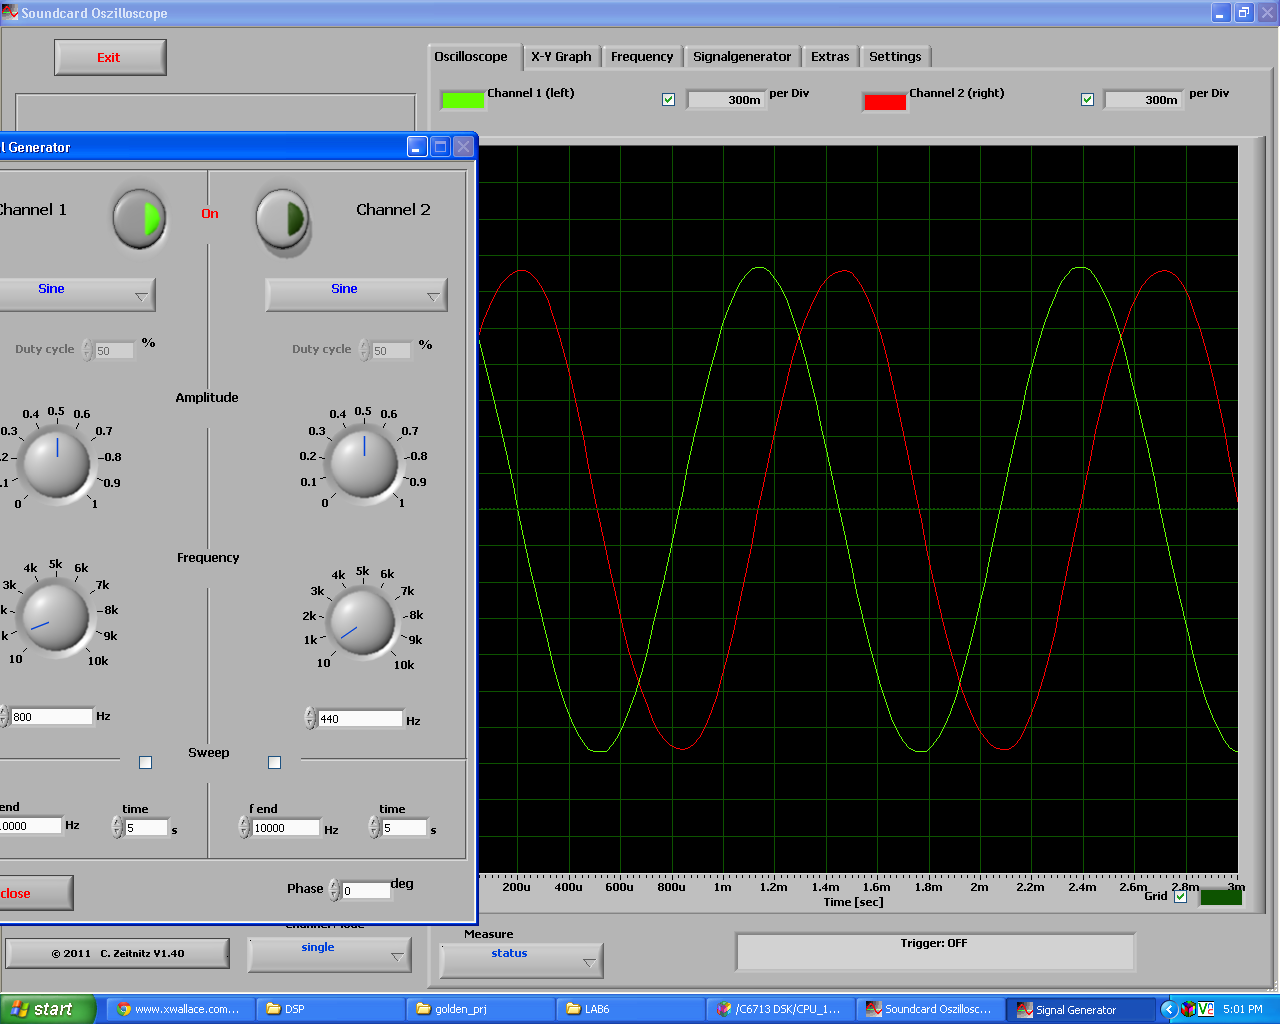 Soundcard Oszilloscope
Exit
Oscilloscope X-Y Graph Frequency Signalgenerator Extras Settings
Channel 1 (left) 300m per Div Channel 2 (right) 300m per Div
l Generator
Channel 1 On Channel 2
Sine Sine
Duty cycle 50 % Duty cycle 50 %
Amplitude
0.4 0.5 0.6 0.4 0.5 0.6
0.3 0.7 0.3 0.7
.2 0.8 0.2 0.8
.1 0.9 0.1 0.9
0 1 0 1
Frequency
4k 5k 6k 4k 5k 6k
3k 7k 3k 7k
k 8k 2k 8k
k 9k 1k 9k
10 10k 10 10k
800 Hz 440 Hz
Sweep
end time f end time
.0000 Hz 5 s 10000 Hz 5 s
close Phase 0 deg
200u 400u 600u 800u 1m 1.2m 1.4m 1.6m 1.8m 2m 2.2m 2.4m 2.6m 2.8m 3m
Time [sec] Grid
Channel Mode Measure
© 2011 C. Zeitnitz V1.40 single status Trigger: OFF
start www.xwallace.com... DSP golden_prj LAB6 /C6713 DSK/CPU_1... Soundcard Oszillosc... Signal Generator 5:01 PM